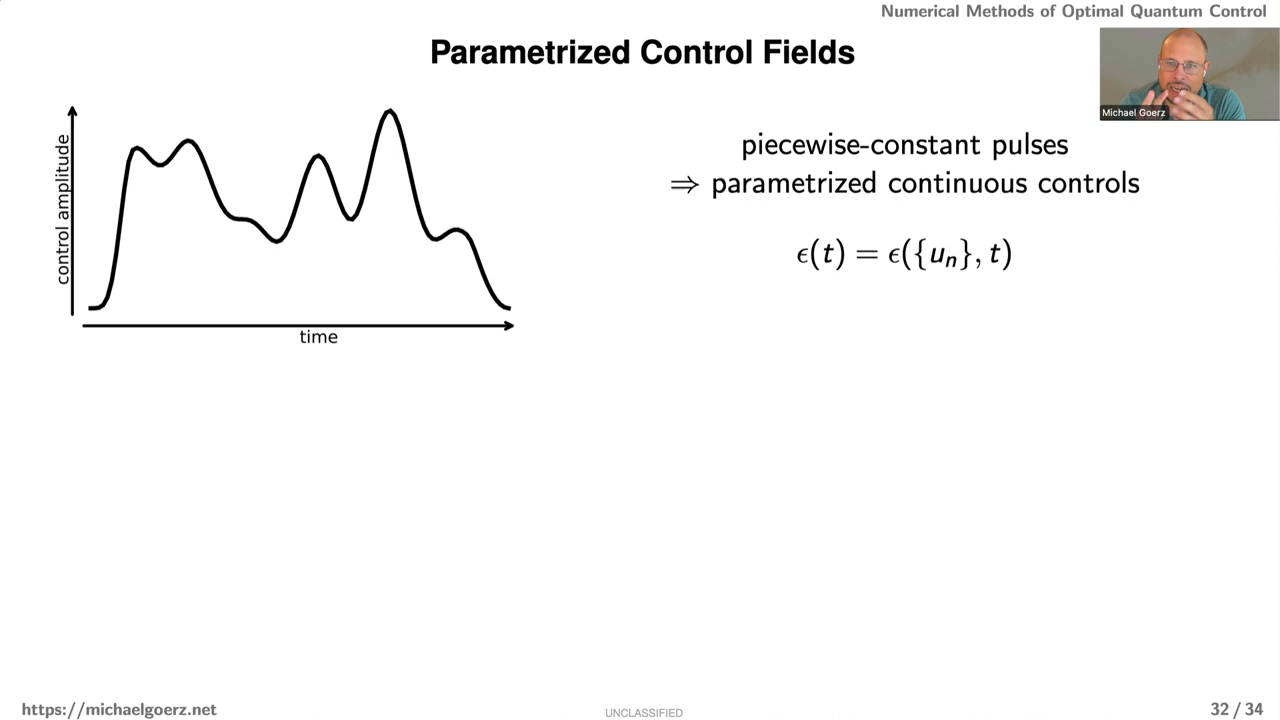 Numerical Methods of Optimal Quantum Control
Parametrized Control Fields
Michael Goerz
control amplitude
time
piecewise-constant pulses
⇒ parametrized continuous controls
ϵ(t) = ϵ({uₙ}, t)
https://michaelgoerz.net
UNCLASSIFIED
32 / 34